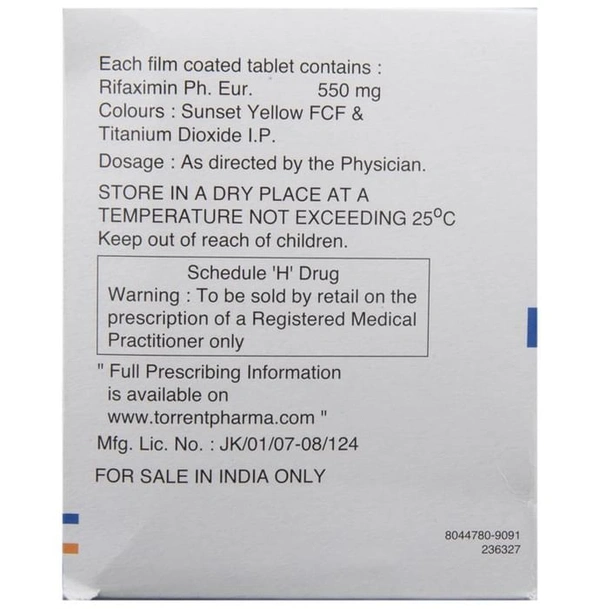 Each film coated tablet contains :
Rifaximin Ph. Eur. 550 mg
Colours : Sunset Yellow FCF &
Titanium Dioxide I.P.
Dosage : As directed by the Physician.
STORE IN A DRY PLACE AT A
TEMPERATURE NOT EXCEEDING 25⁰C
Keep out of reach of children.
Schedule 'H' Drug
Warning : To be sold by retail on the
prescription of a Registered Medical
Practitioner only
" Full Prescribing Information
is available on
www.torrentpharma.com "
Mfg. Lic. No. : JK/01/07-08/124
FOR SALE IN INDIA ONLY
8044780-9091
236327